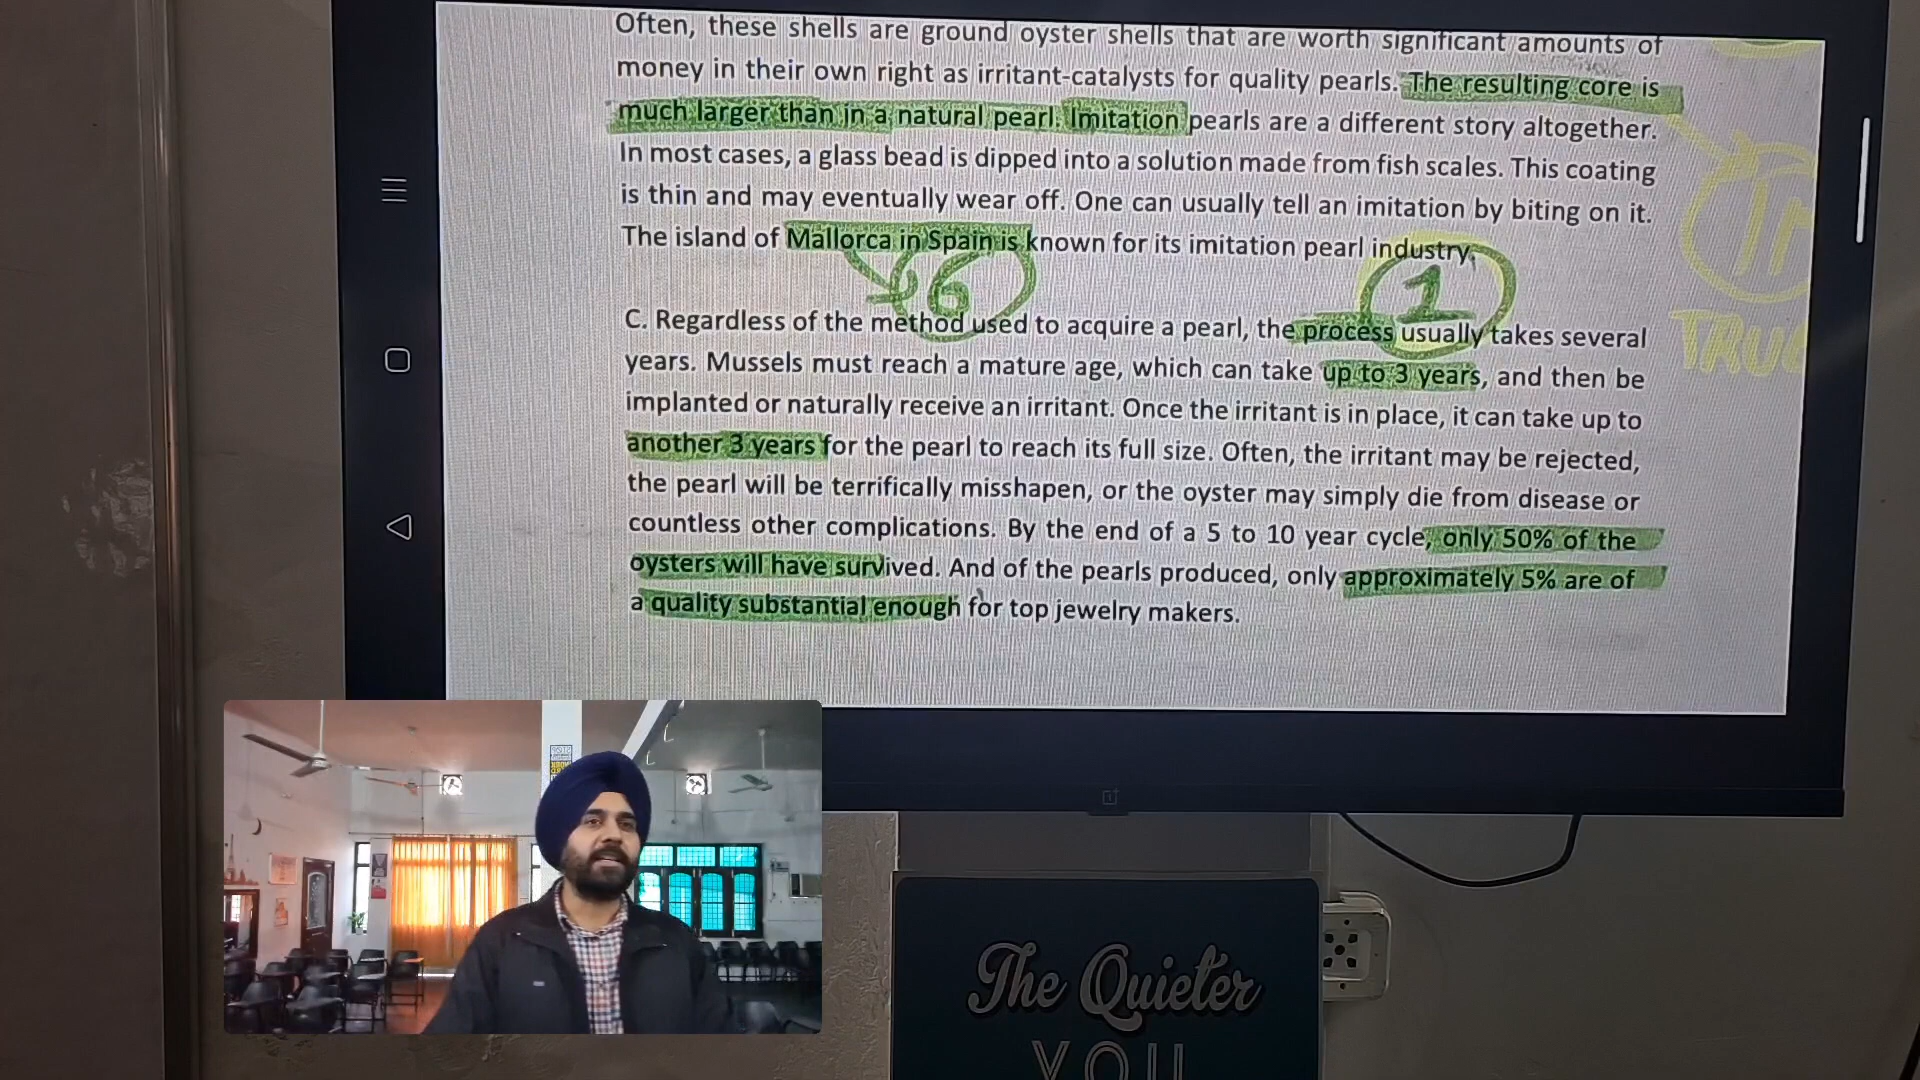 Often, these shells are ground oyster shells that are worth significant amounts of
money in their own right as irritant-catalysts for quality pearls. The resulting core is
much larger than in a natural pearl. Imitation pearls are a different story altogether.
In most cases, a glass bead is dipped into a solution made from fish scales. This coating
is thin and may eventually wear off. One can usually tell an imitation by biting on it.
The island of Mallorca in Spain is known for its imitation pearl industry.
6
1
TRU
C. Regardless of the method used to acquire a pearl, the process usually takes several
years. Mussels must reach a mature age, which can take up to 3 years, and then be
implanted or naturally receive an irritant. Once the irritant is in place, it can take up to
another 3 years for the pearl to reach its full size. Often, the irritant may be rejected,
the pearl will be terrifically misshapen, or the oyster may simply die from disease or
countless other complications. By the end of a 5 to 10 year cycle, only 50% of the
oysters will have survived. And of the pearls produced, only approximately 5% are of
a quality substantial enough for top jewelry makers.
The Quieter
YOU